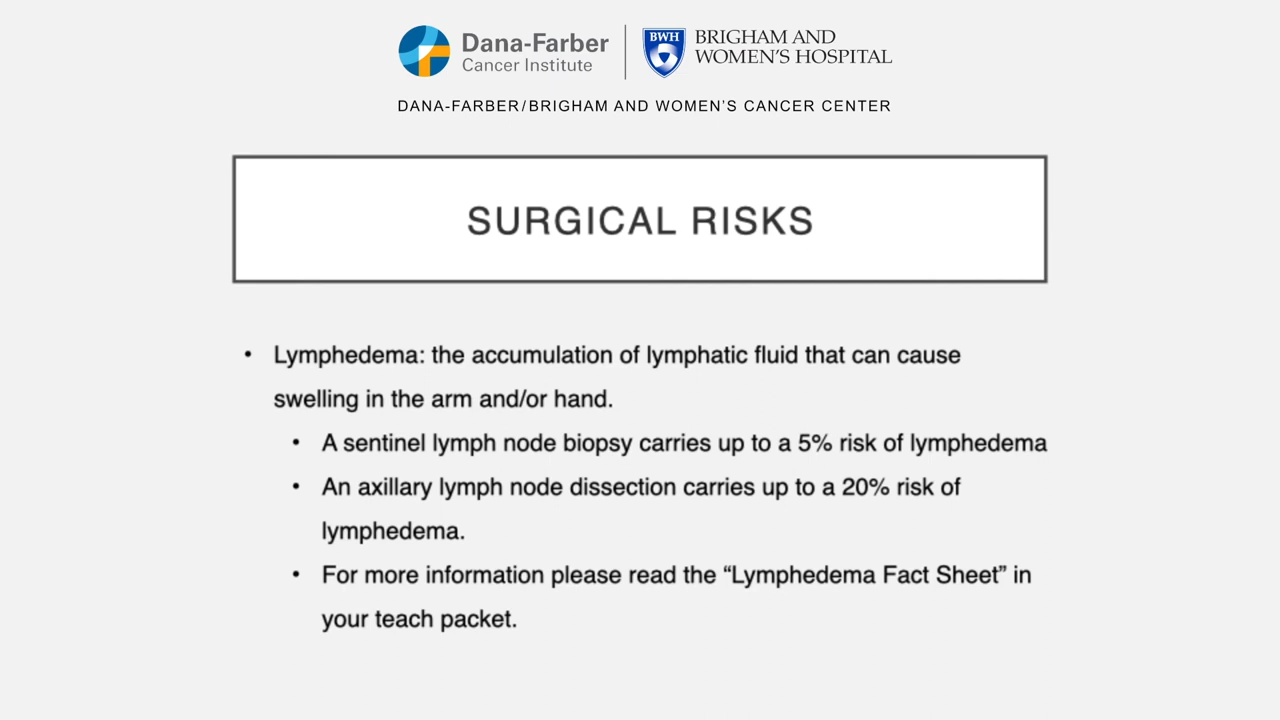 Dana-Farber
Cancer Institute
BWH
BRIGHAM AND
WOMEN'S HOSPITAL
DANA-FARBER/BRIGHAM AND WOMEN'S CANCER CENTER
SURGICAL RISKS
• Lymphedema: the accumulation of lymphatic fluid that can cause
swelling in the arm and/or hand.
• A sentinel lymph node biopsy carries up to a 5% risk of lymphedema
• An axillary lymph node dissection carries up to a 20% risk of
lymphedema.
• For more information please read the “Lymphedema Fact Sheet” in
your teach packet.